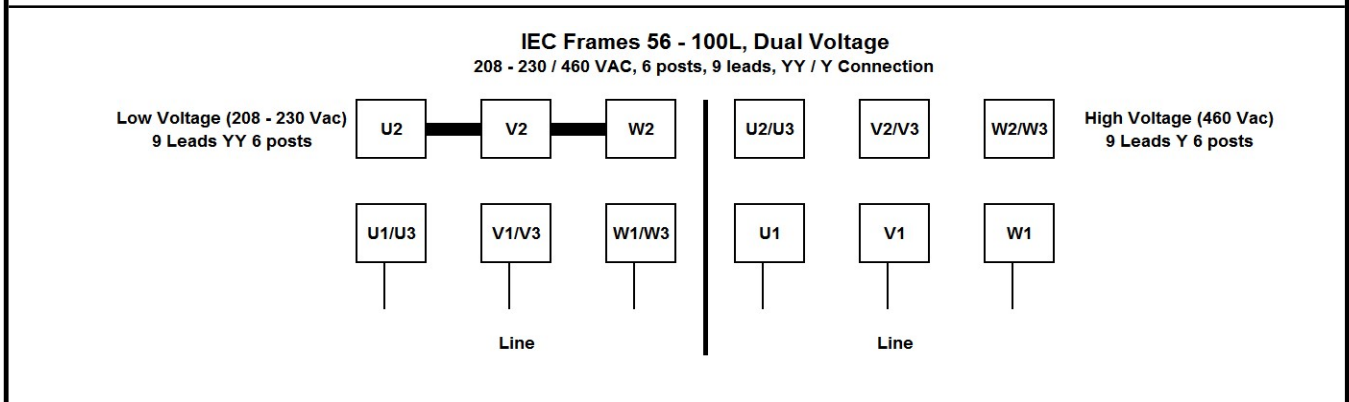 IEC Frames 56 - 100L, Dual Voltage
208 - 230 / 460 VAC, 6 posts, 9 leads, YY / Y Connection
Low Voltage (208 - 230 Vac)
9 Leads YY 6 posts
U2 V2 W2
U1/U3 V1/V3 W1/W3
Line
U2/U3 V2/V3 W2/W3
High Voltage (460 Vac)
9 Leads Y 6 posts
U1 V1 W1
Line